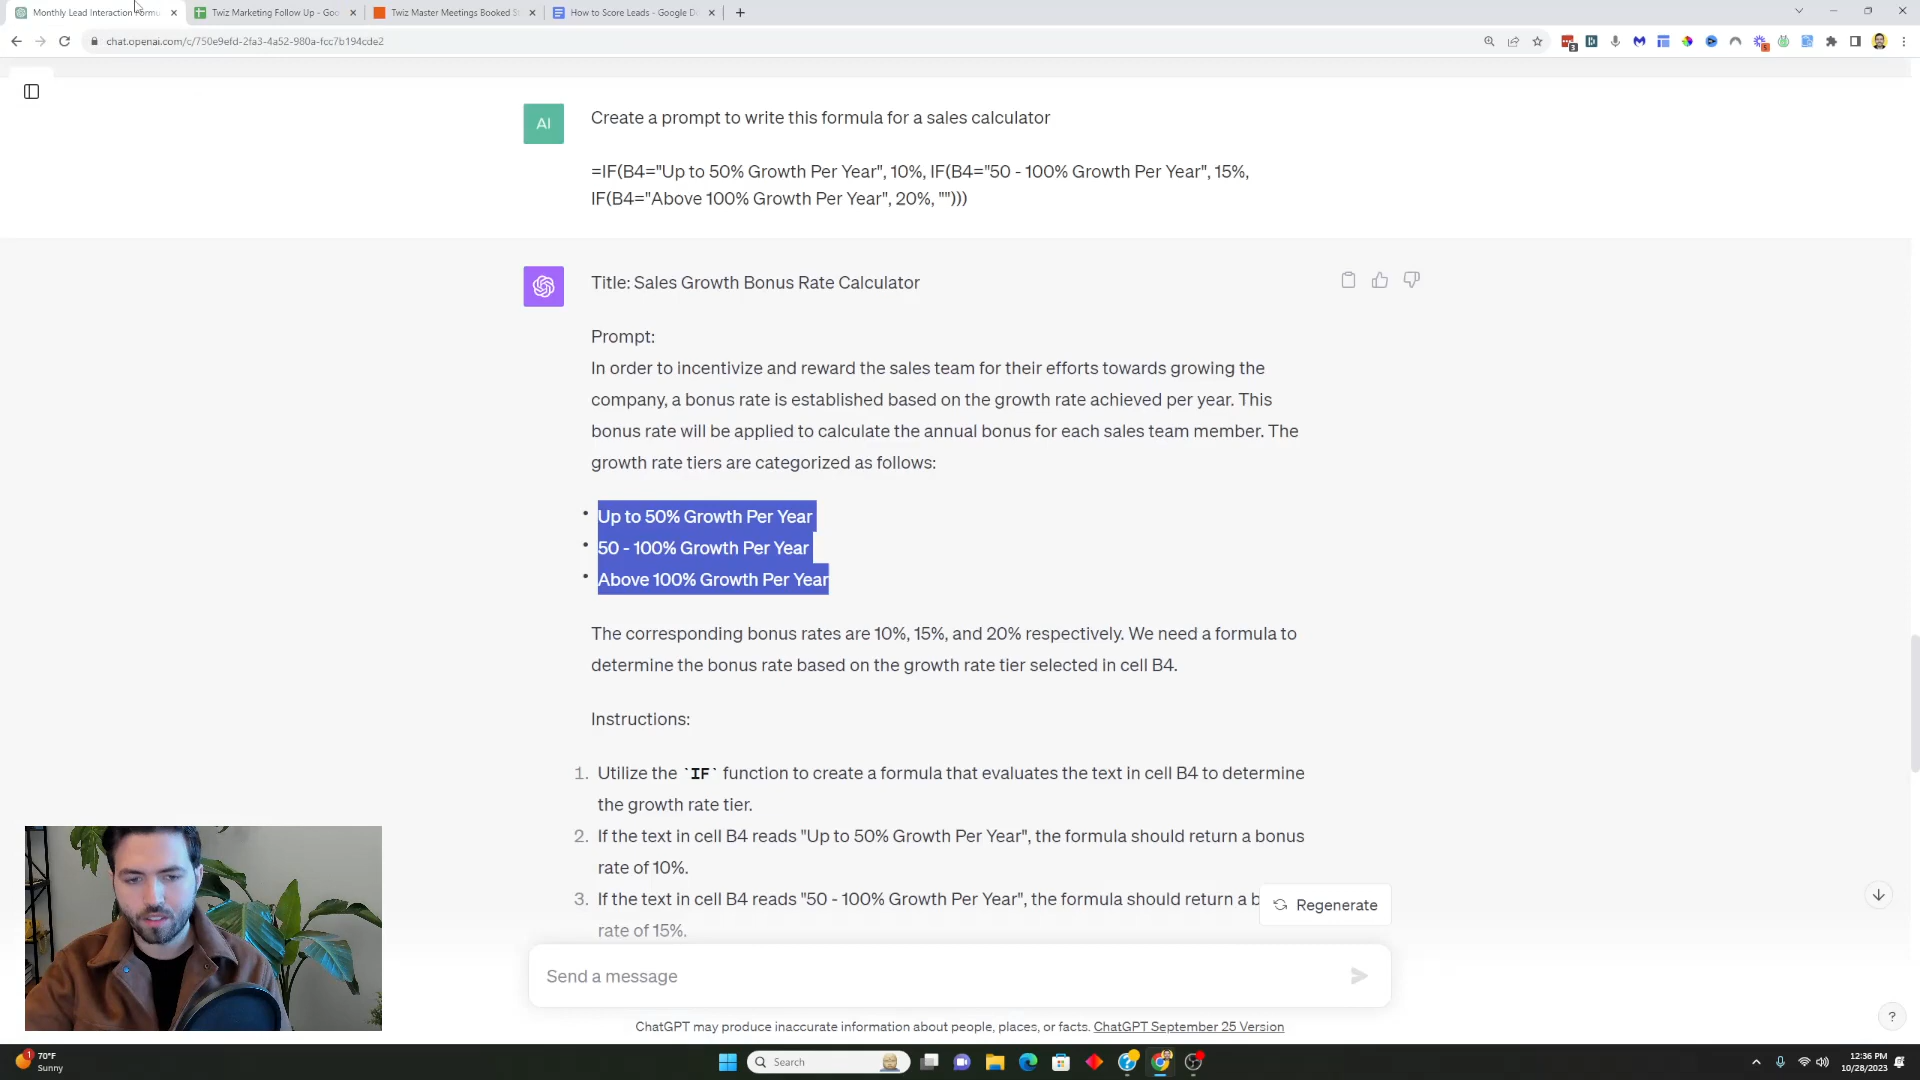 Monthly Lead Interaction Formu
Twiz Marketing Follow Up - Goo
Twiz Master Meetings Booked S
How to Score Leads - Google D
chat.openai.com/c/750e9efd-2fa3-4a52-980a-fcc7b194cde2
AI
Create a prompt to write this formula for a sales calculator
=IF(B4="Up to 50% Growth Per Year", 10%, IF(B4="50 - 100% Growth Per Year", 15%,
IF(B4="Above 100% Growth Per Year", 20%, "")))
Title: Sales Growth Bonus Rate Calculator
Prompt:
In order to incentivize and reward the sales team for their efforts towards growing the
company, a bonus rate is established based on the growth rate achieved per year. This
bonus rate will be applied to calculate the annual bonus for each sales team member. The
growth rate tiers are categorized as follows:
• Up to 50% Growth Per Year
• 50 - 100% Growth Per Year
• Above 100% Growth Per Year
The corresponding bonus rates are 10%, 15%, and 20% respectively. We need a formula to
determine the bonus rate based on the growth rate tier selected in cell B4.
Instructions:
1. Utilize the `IF` function to create a formula that evaluates the text in cell B4 to determine
the growth rate tier.
2. If the text in cell B4 reads "Up to 50% Growth Per Year", the formula should return a bonus
rate of 10%.
3. If the text in cell B4 reads "50 - 100% Growth Per Year", the formula should return a b
rate of 15%.
Regenerate
Send a message
ChatGPT may produce inaccurate information about people, places, or facts. ChatGPT September 25 Version
?
1
70°F
Sunny
Search
12:36 PM
10/28/2023